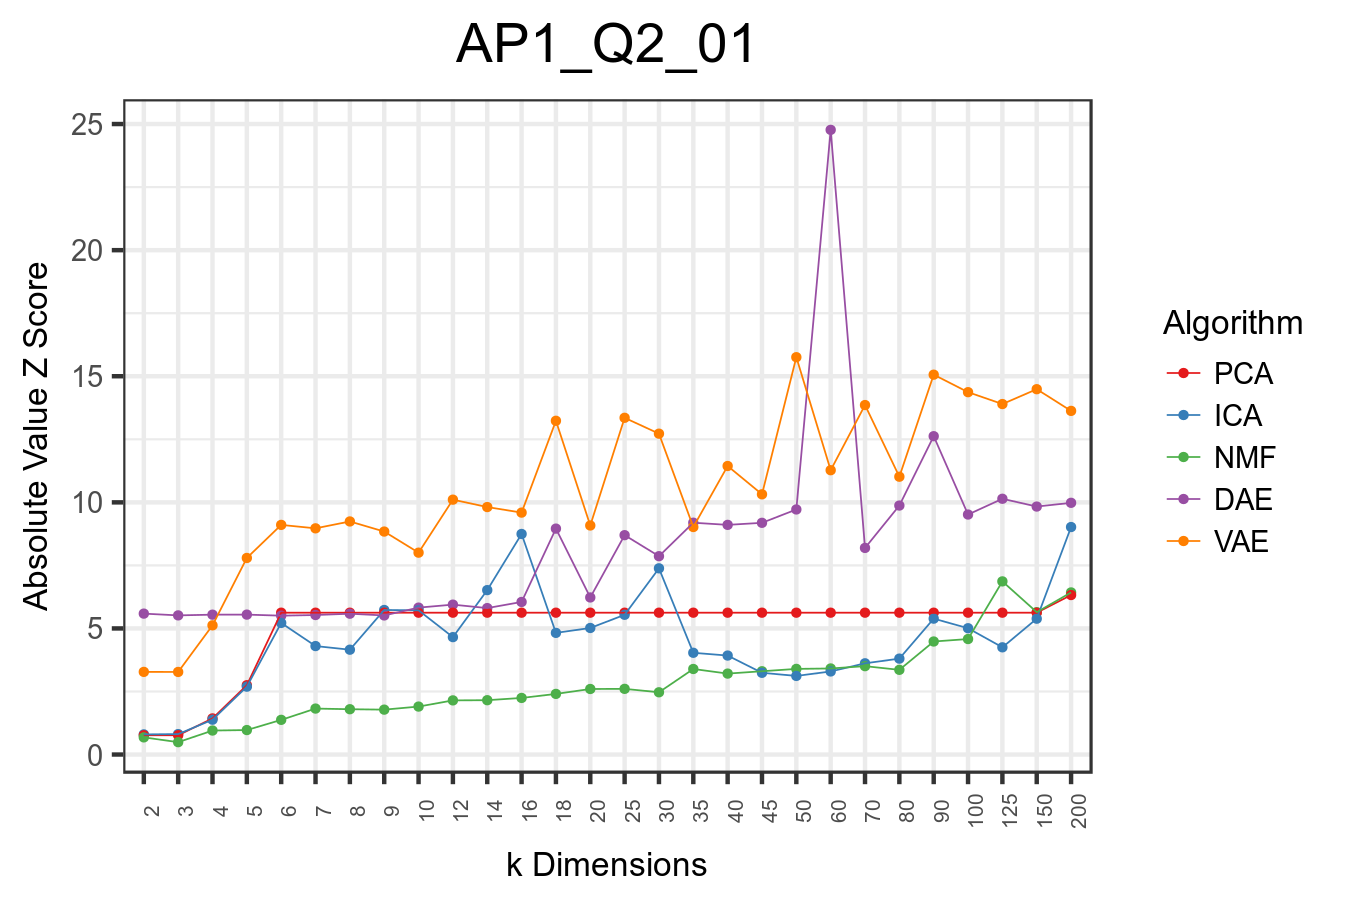 AP1_Q2_01
Absolute Value Z Score
25
20
15
10
5
0
2 3 4 5 6 7 8 9 10 12 14 16 18 20 25 30 35 40 45 50 60 70 80 90 100 125 150 200
k Dimensions
Algorithm
PCA
ICA
NMF
DAE
VAE